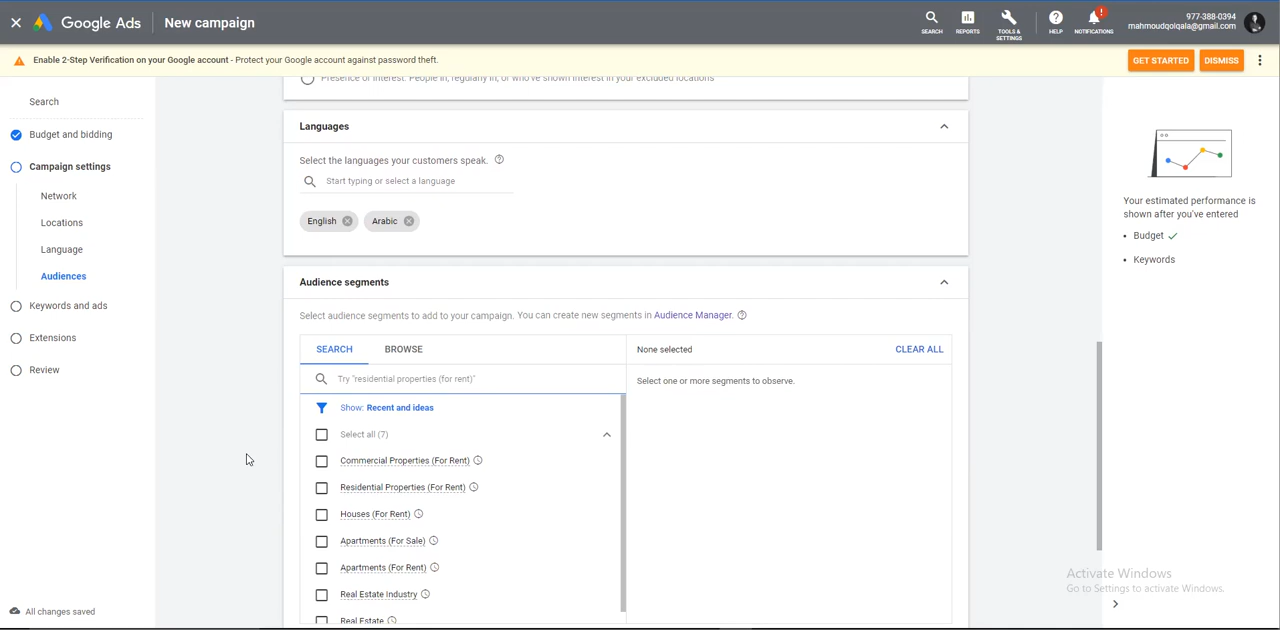 Google Ads
New campaign
SEARCH
REPORTS
TOOLS & SETTINGS
HELP
NOTIFICATIONS
!
977-388-0394
mahmoudqoiqala@gmail.com
Enable 2-Step Verification on your Google account - Protect your Google account against password theft.
GET STARTED
DISMISS
Search
Budget and bidding
Campaign settings
Network
Locations
Language
Audiences
Keywords and ads
Extensions
Review
All changes saved
Presence or interest: People in, regularly in, or who've shown interest in your excluded locations
Languages
Select the languages your customers speak.
Start typing or select a language
English
Arabic
Audience segments
Select audience segments to add to your campaign. You can create new segments in Audience Manager.
SEARCH
BROWSE
None selected
CLEAR ALL
Try "residential properties (for rent)"
Select one or more segments to observe.
Show: Recent and ideas
Select all (7)
Commercial Properties (For Rent)
Residential Properties (For Rent)
Houses (For Rent)
Apartments (For Sale)
Apartments (For Rent)
Real Estate Industry
Real Estate
Your estimated performance is
shown after you've entered
• Budget
• Keywords
Activate Windows
Go to Settings to activate Windows.